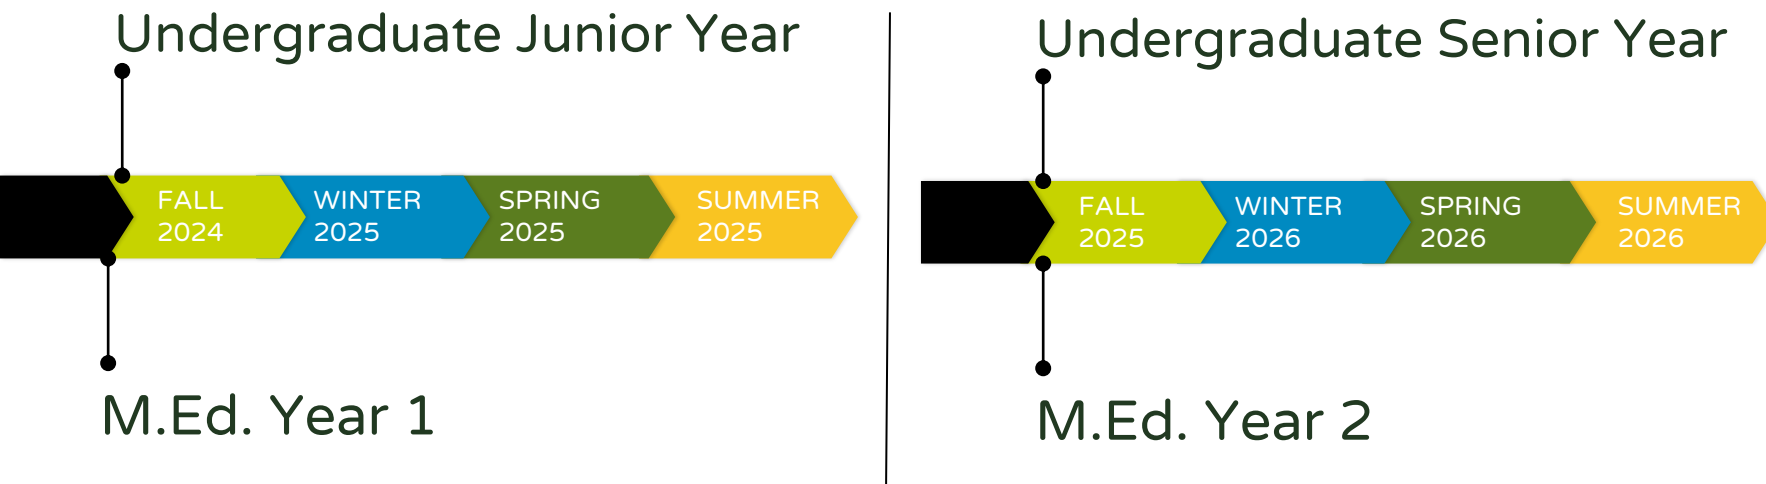 Undergraduate Junior Year
FALL
2024
WINTER
2025
SPRING
2025
SUMMER
2025
M.Ed. Year 1
Undergraduate Senior Year
FALL
2025
WINTER
2026
SPRING
2026
SUMMER
2026
M.Ed. Year 2